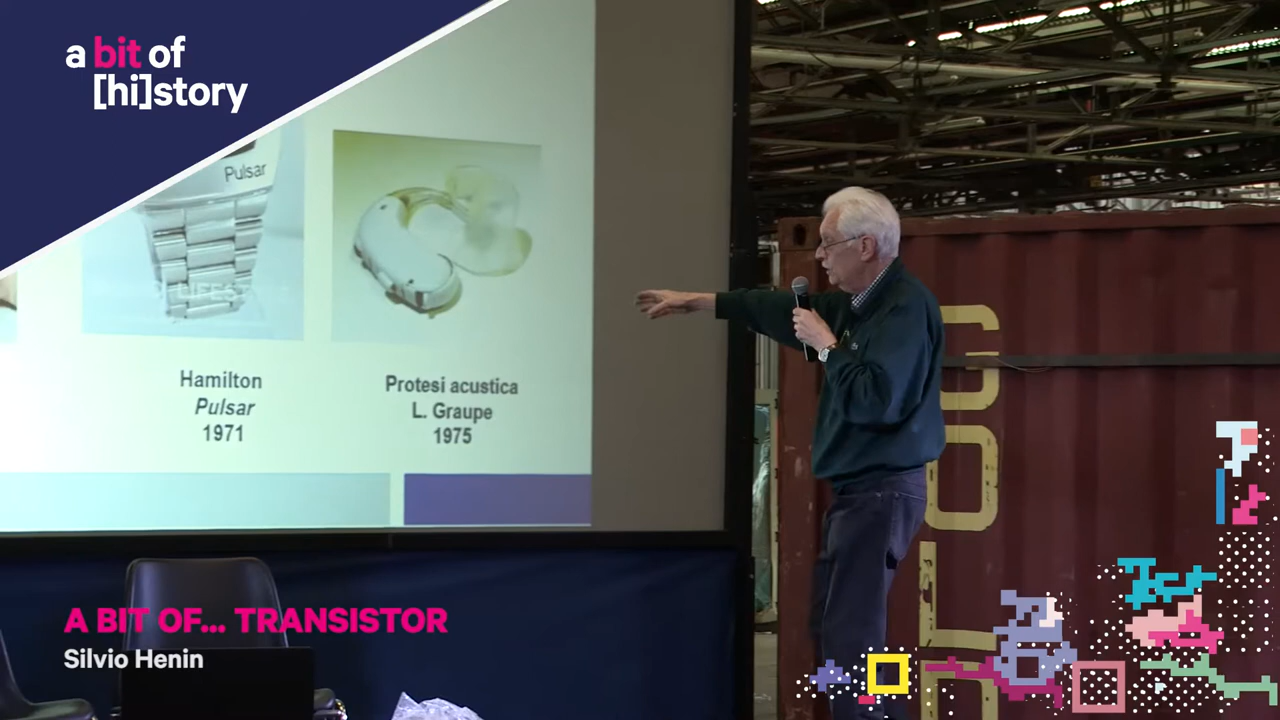 a bit of
[hi]story
Pulsar
Hamilton
Pulsar
1971
Protesi acustica
L. Graupe
1975
A BIT OF... TRANSISTOR
Silvio Henin